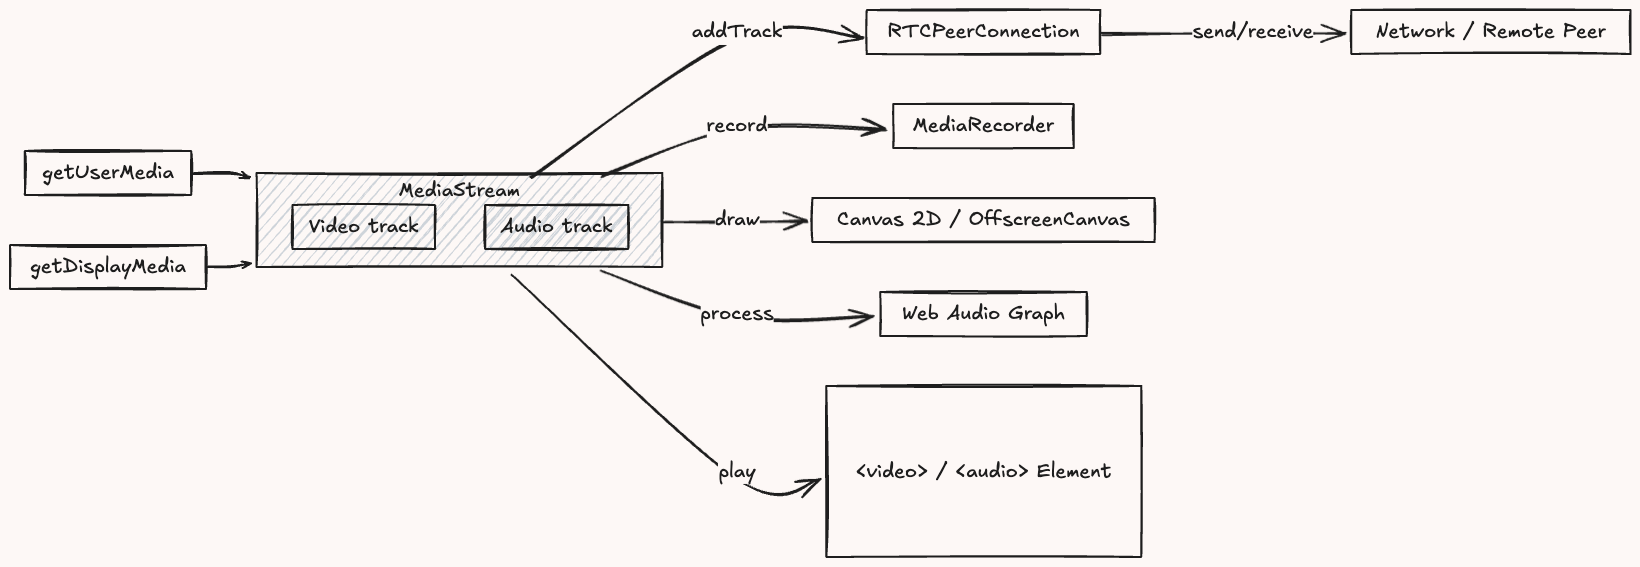 addTrack
RTCPeerConnection
send/receive
Network / Remote Peer
record
MediaRecorder
getUserMedia
MediaStream
Video track
Audio track
draw
Canvas 2D / OffscreenCanvas
getDisplayMedia
process
Web Audio Graph
play
<video> / <audio> Element